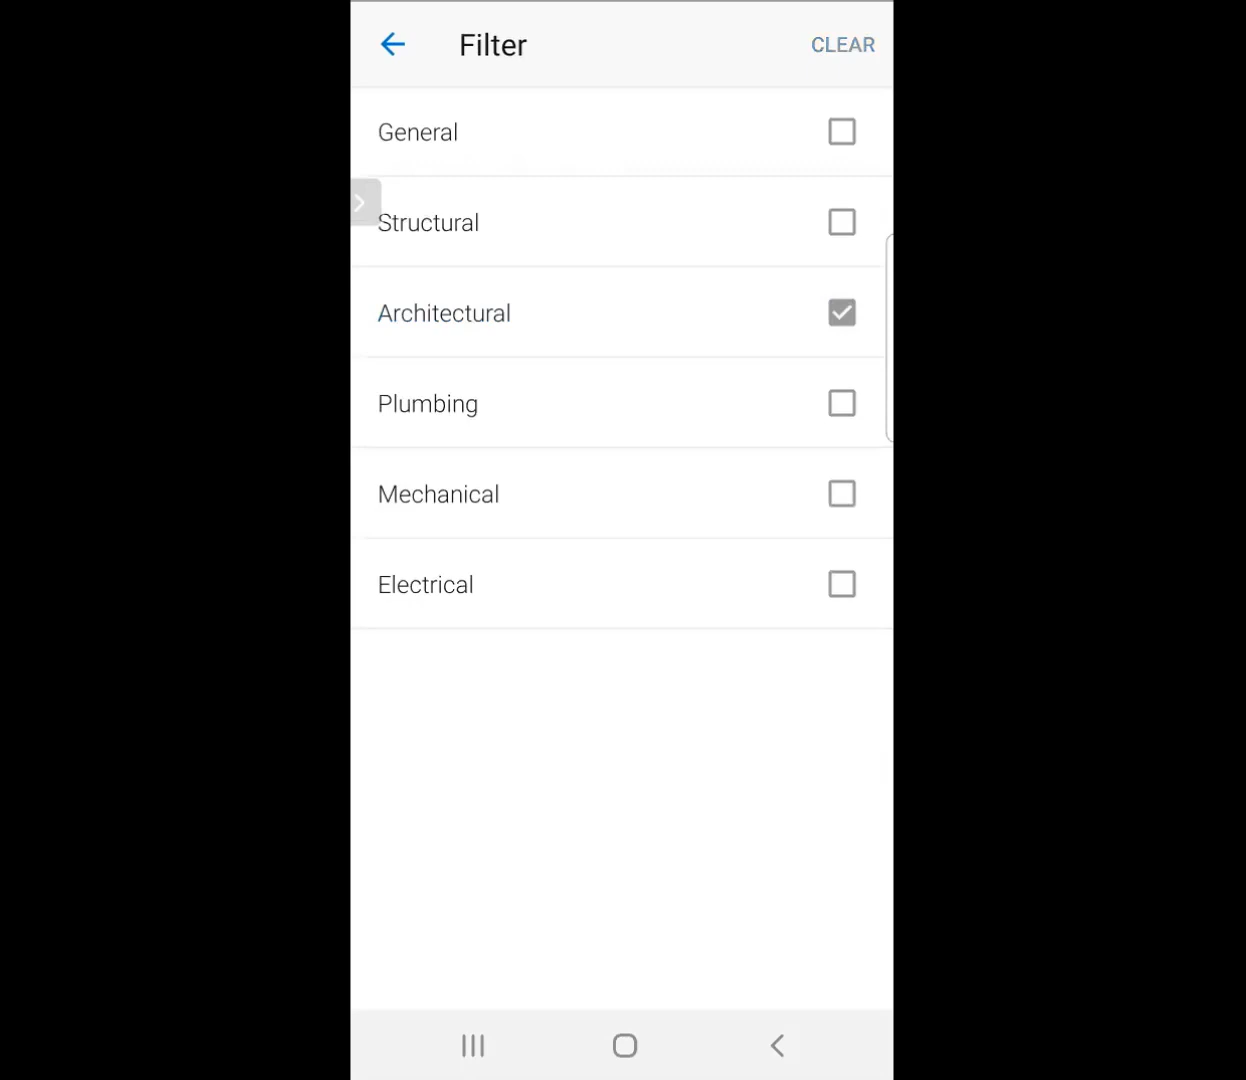 Filter
CLEAR
General
Structural
Architectural
Plumbing
Mechanical
Electrical